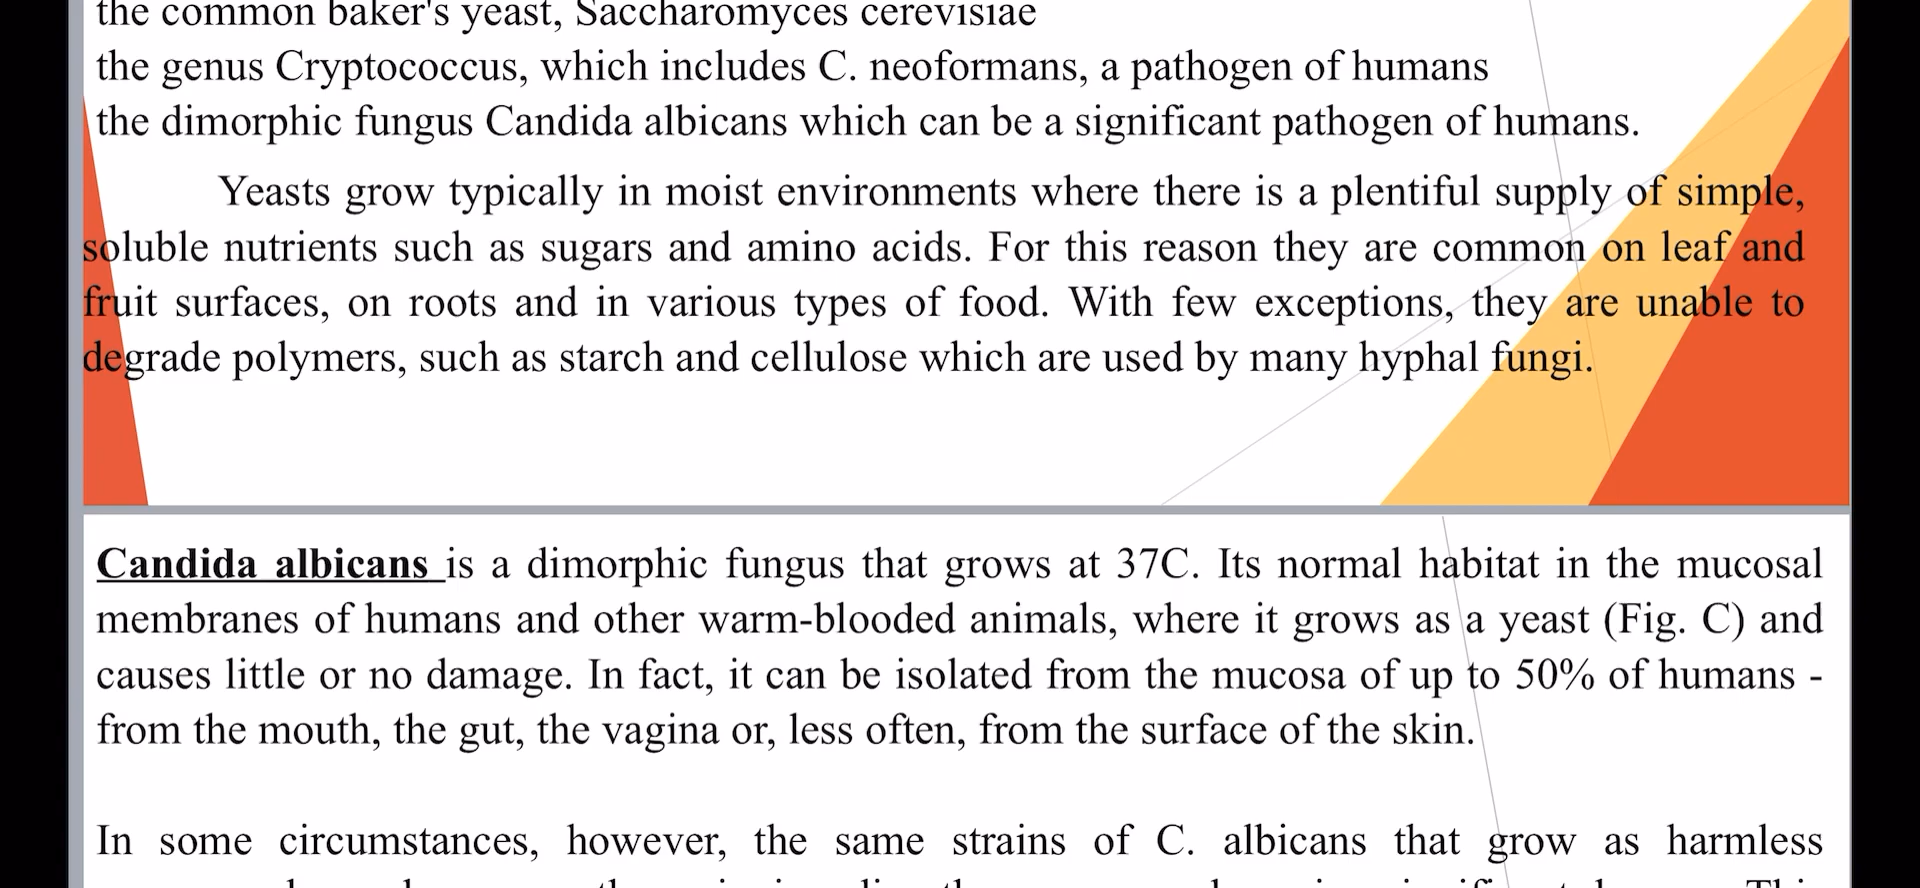 the common baker's yeast, Saccharomyces cerevisiae
the genus Cryptococcus, which includes C. neoformans, a pathogen of humans
the dimorphic fungus Candida albicans which can be a significant pathogen of humans.
Yeasts grow typically in moist environments where there is a plentiful supply of simple,
soluble nutrients such as sugars and amino acids. For this reason they are common on leaf and
fruit surfaces, on roots and in various types of food. With few exceptions, they are unable to
degrade polymers, such as starch and cellulose which are used by many hyphal fungi.
Candida albicans is a dimorphic fungus that grows at 37C. Its normal habitat in the mucosal
membranes of humans and other warm-blooded animals, where it grows as a yeast (Fig. C) and
causes little or no damage. In fact, it can be isolated from the mucosa of up to 50% of humans -
from the mouth, the gut, the vagina or, less often, from the surface of the skin.
In some circumstances, however, the same strains of C. albicans that grow as harmless